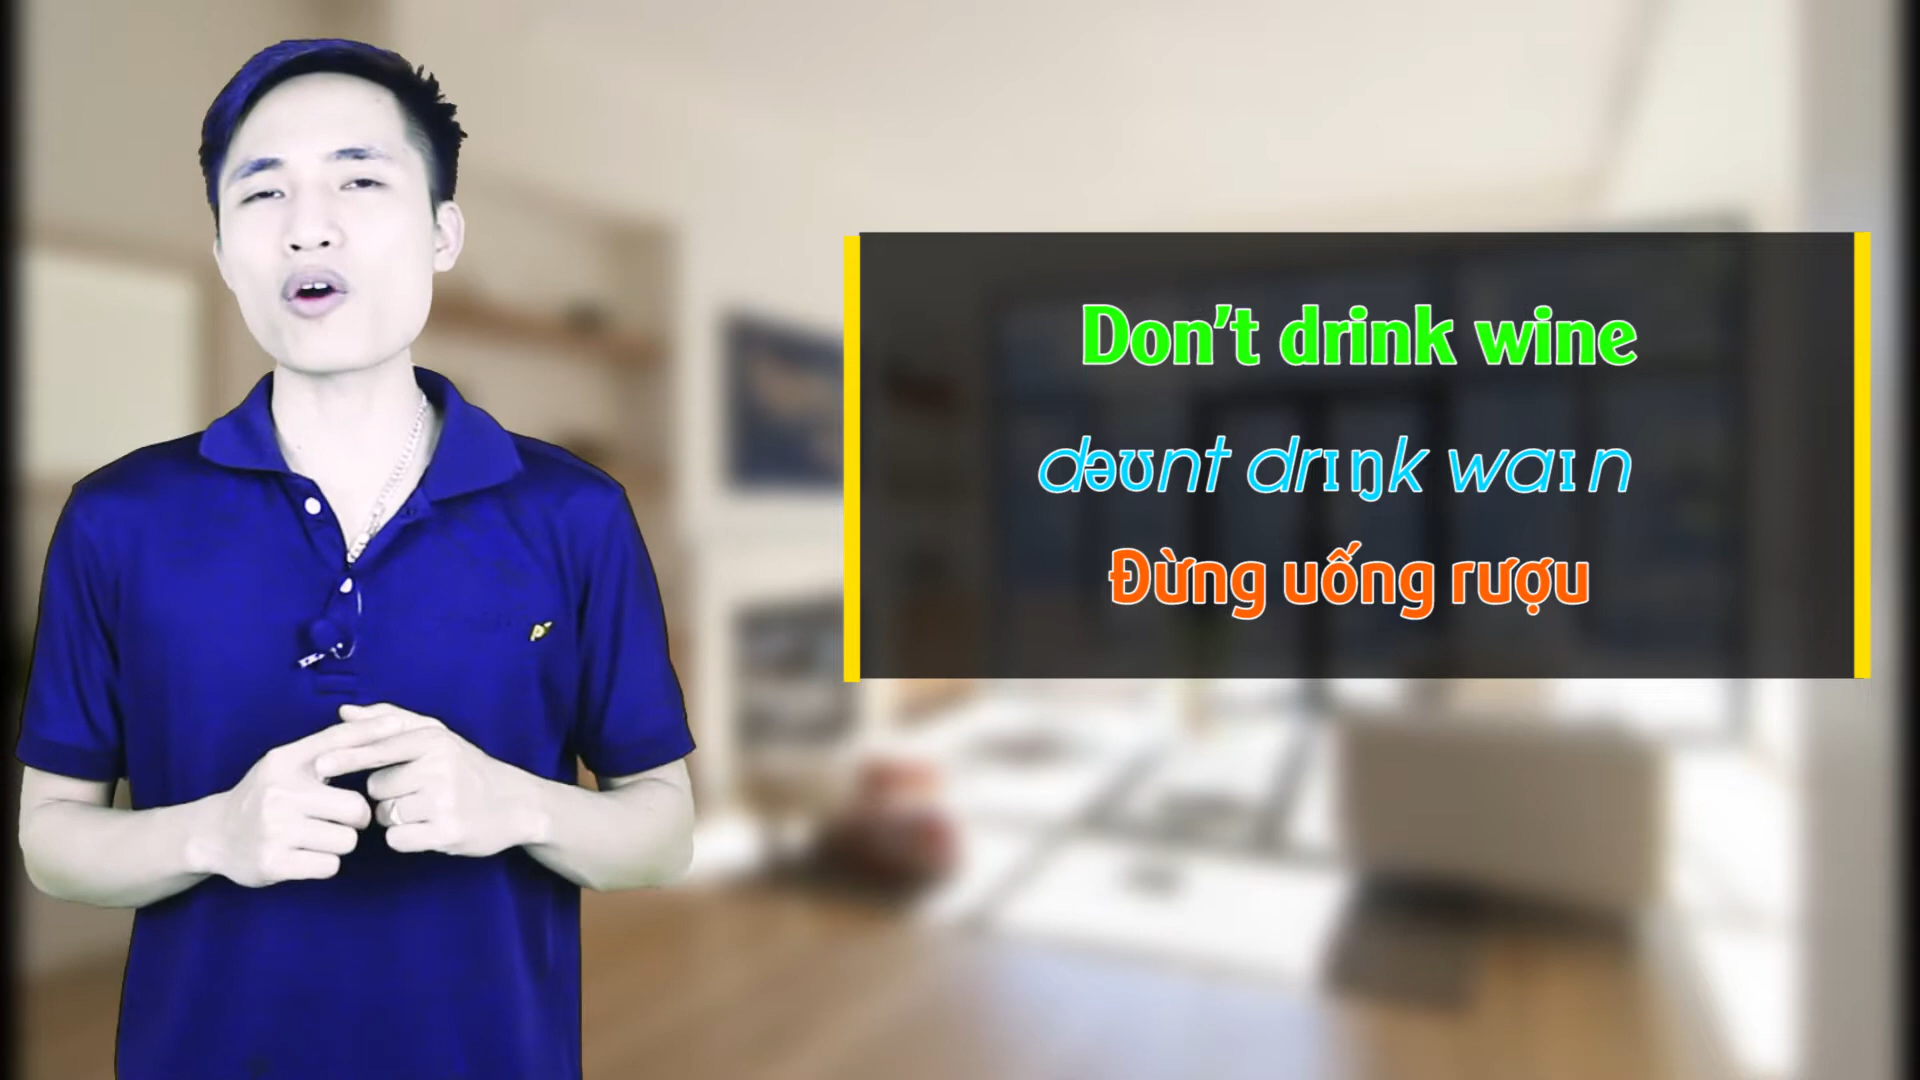 Don't drink wine
dəʊnt drɪŋk waɪn
Đừng uống rượu